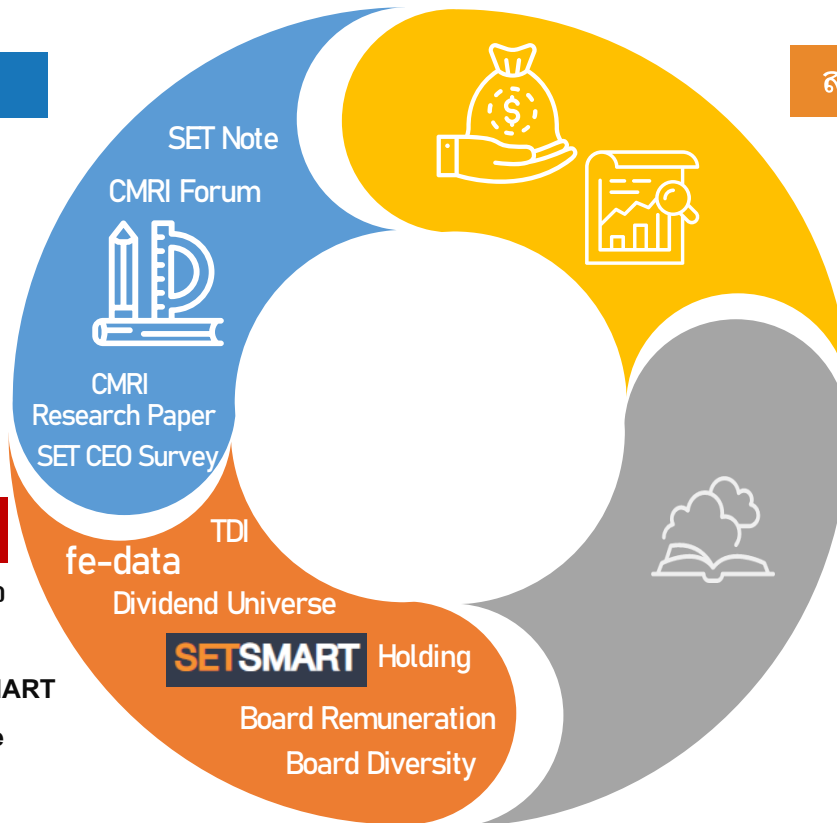 SET Note
CMRI Forum
CMRI
Research Paper
SET CEO Survey
TDI
fe-data
Dividend Universe
SETSMART Holding
Board Remuneration
Board Diversity
$